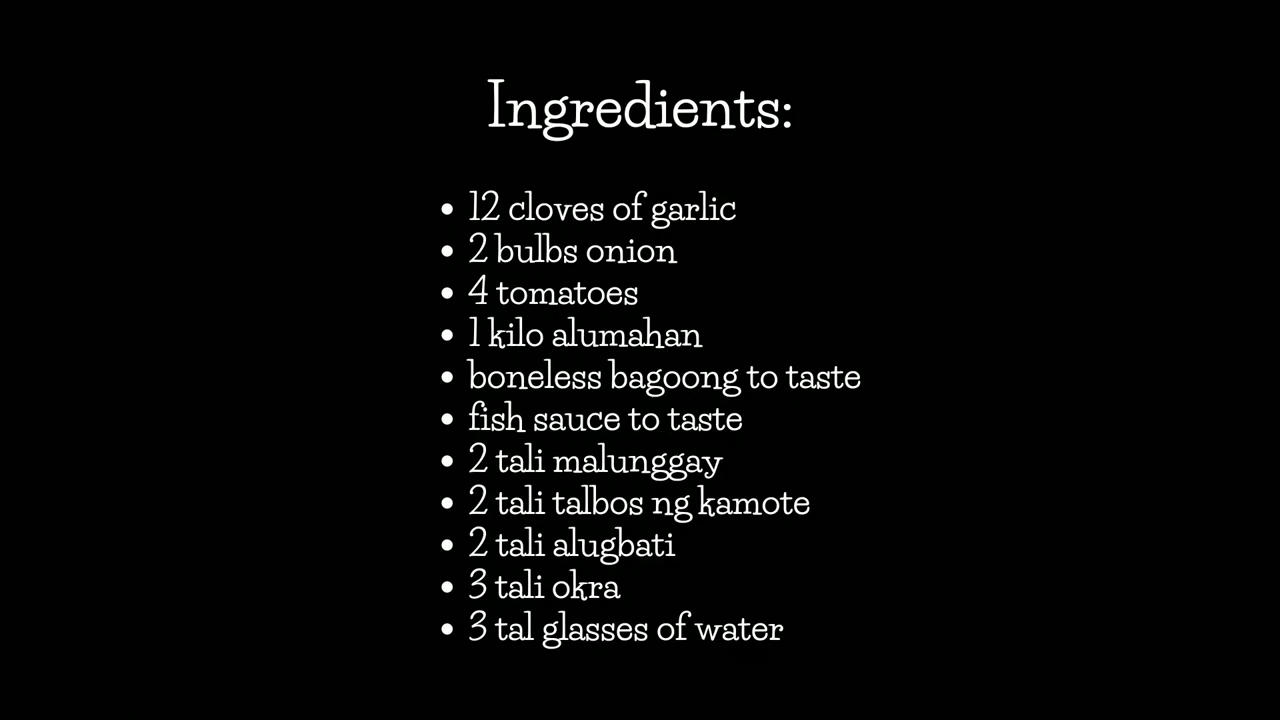 Ingredients:
• 12 cloves of garlic
• 2 bulbs onion
• 4 tomatoes
• 1 kilo alumahan
• boneless bagoong to taste
• fish sauce to taste
• 2 tali malunggay
• 2 tali talbos ng kamote
• 2 tali alugbati
• 3 tali okra
• 3 tal glasses of water